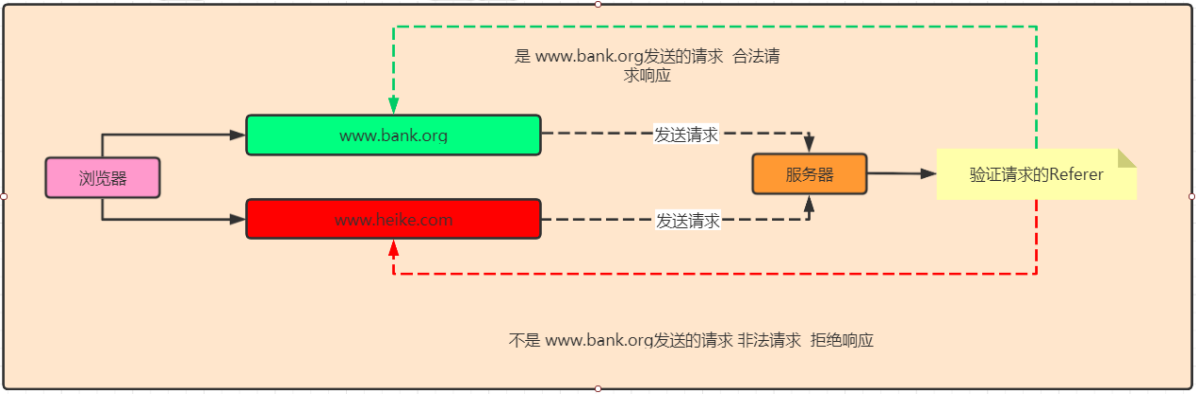 是 www.bank.org发送的请求 合法请
求响应
www.bank.org
发送请求
浏览器
服务器
验证请求的Referer
www.heike.com
发送请求
不是 www.bank.org发送的请求 非法请求 拒绝响应